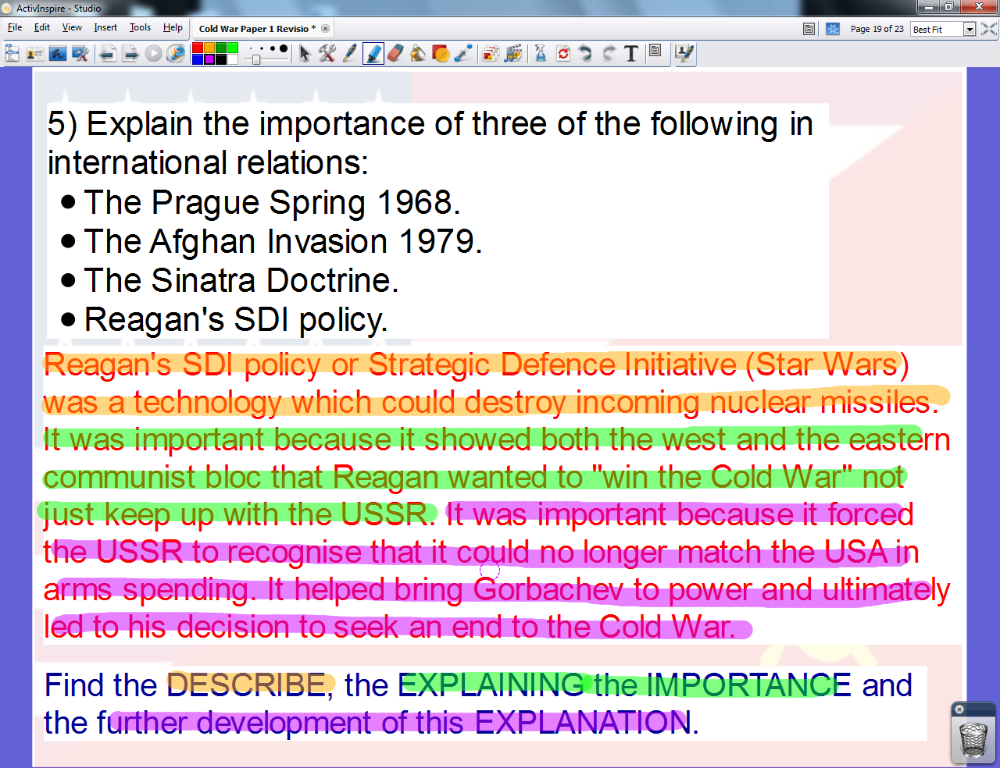 ActivInspire - Studio
File Edit View Insert Tools Help
Cold War Paper 1 Revisio *
Page 19 of 23
Best Fit
5) Explain the importance of three of the following in
international relations:
• The Prague Spring 1968.
• The Afghan Invasion 1979.
• The Sinatra Doctrine.
• Reagan's SDI policy.
Reagan's SDI policy or Strategic Defence Initiative (Star Wars)
was a technology which could destroy incoming nuclear missiles.
It was important because it showed both the west and the eastern
communist bloc that Reagan wanted to "win the Cold War" not
just keep up with the USSR. It was important because it forced
the USSR to recognise that it could no longer match the USA in
arms spending. It helped bring Gorbachev to power and ultimately
led to his decision to seek an end to the Cold War.
Find the DESCRIBE, the EXPLAINING the IMPORTANCE and
the further development of this EXPLANATION.